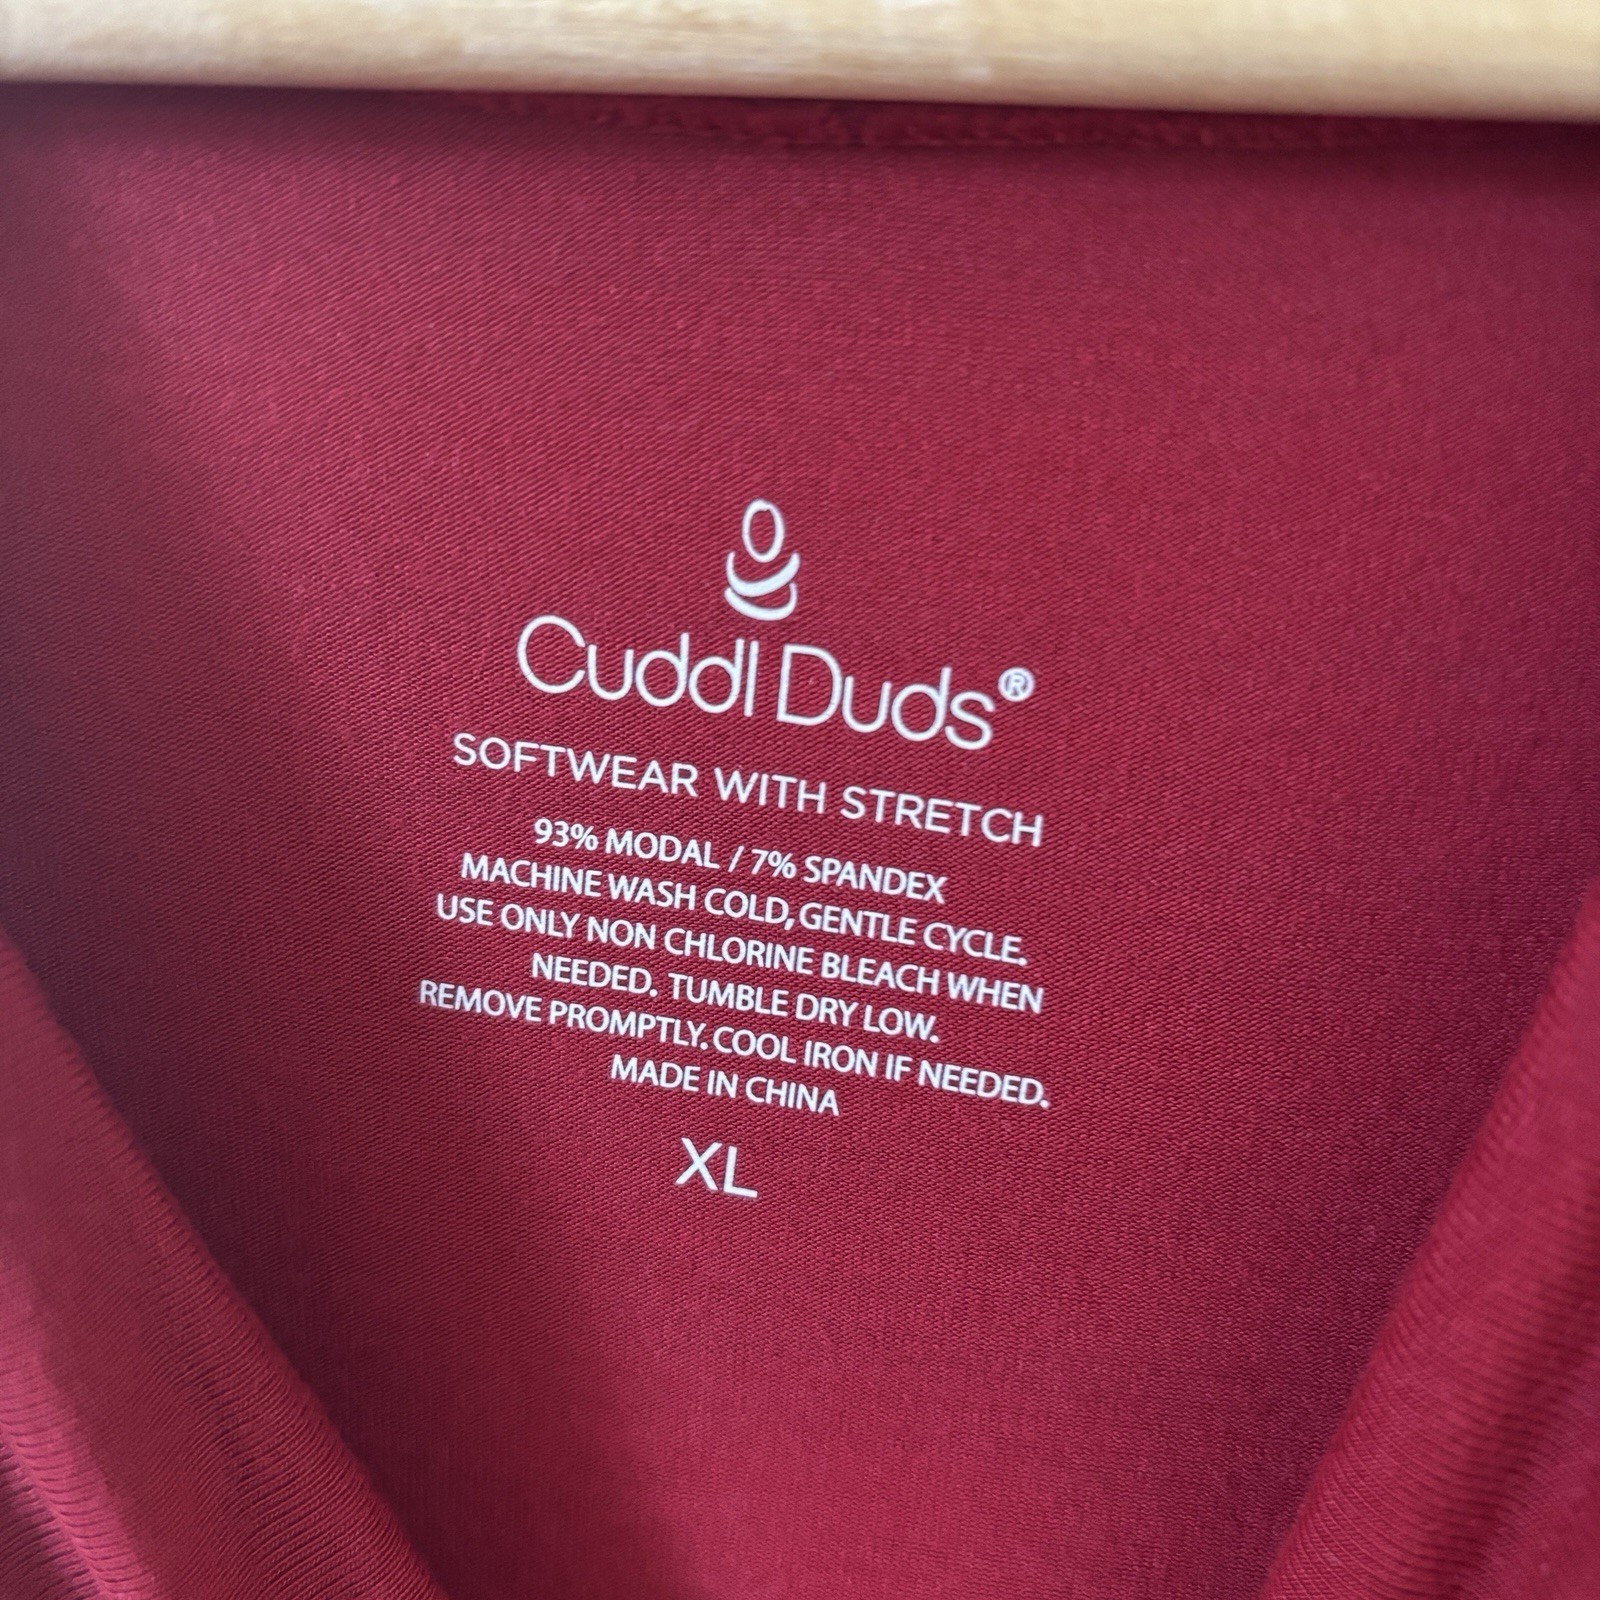 Cuddl Duds®
SOFTWEAR WITH STRETCH
93% MODAL / 7% SPANDEX
MACHINE WASH COLD, GENTLE CYCLE.
USE ONLY NON CHLORINE BLEACH WHEN
NEEDED. TUMBLE DRY LOW.
REMOVE PROMPTLY. COOL IRON IF NEEDED.
MADE IN CHINA
XL